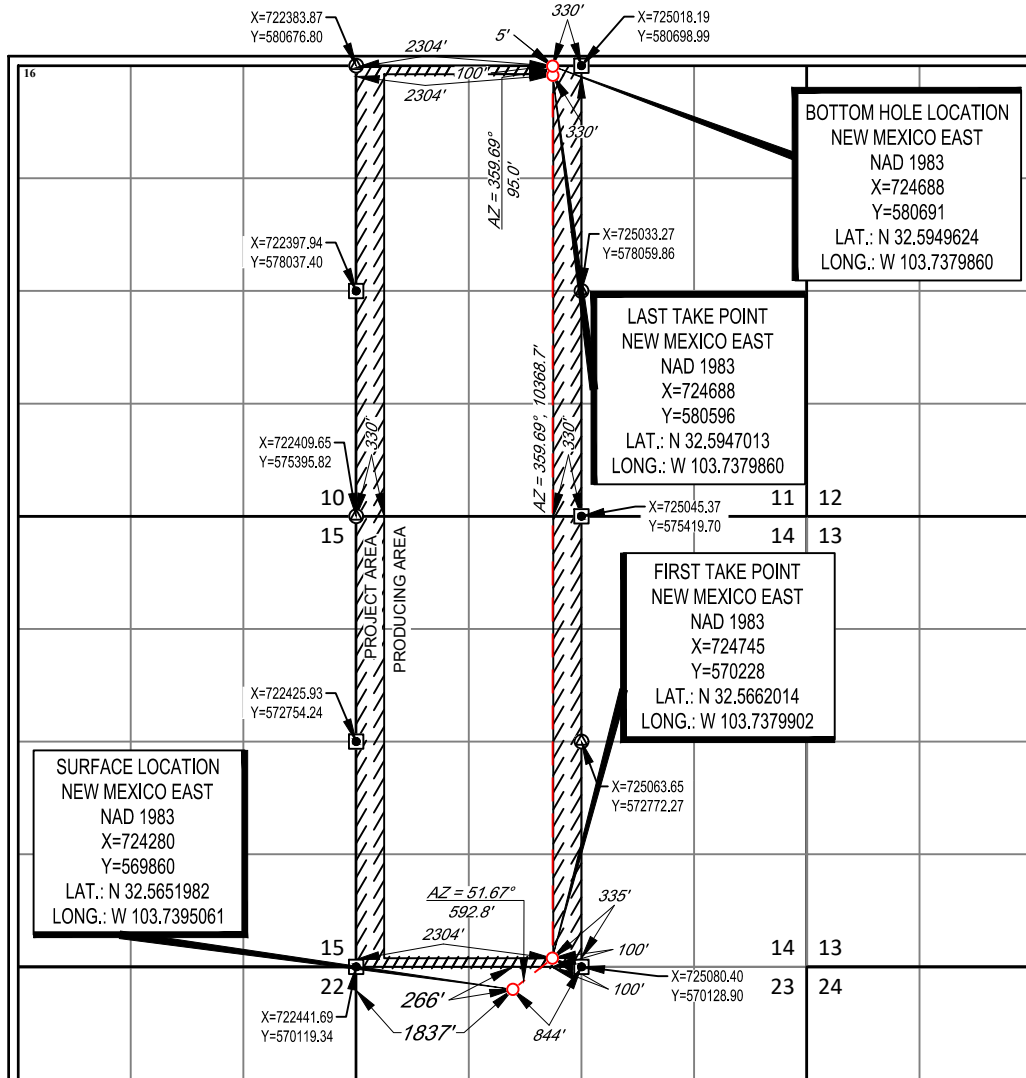 X=722383.87
Y=580676.80
330'
X=725018.19
Y=580698.99
5'
2304'
16
100"
2304'
330'
AZ = 359.69°
95.0'
BOTTOM HOLE LOCATION
NEW MEXICO EAST
NAD 1983
X=724688
Y=580691
LAT.: N 32.5949624
LONG.: W 103.7379860
X=722397.94
Y=578037.40
X=725033.27
Y=578059.86
LAST TAKE POINT
NEW MEXICO EAST
NAD 1983
X=724688
Y=580596
LAT.: N 32.5947013
LONG.: W 103.7379860
AZ = 359.69°, 10368.7'
X=722409.65
Y=575395.82
330'
330'
10
15
11
12
14
13
X=725045.37
Y=575419.70
PROJECT AREA
PRODUCING AREA
FIRST TAKE POINT
NEW MEXICO EAST
NAD 1983
X=724745
Y=570228
LAT.: N 32.5662014
LONG.: W 103.7379902
X=722425.93
Y=572754.24
X=725063.65
Y=572772.27
SURFACE LOCATION
NEW MEXICO EAST
NAD 1983
X=724280
Y=569860
LAT.: N 32.5651982
LONG.: W 103.7395061
AZ = 51.67°
592.8'
335'
2304'
100'
15
22
14
13
23
24
100'
X=725080.40
Y=570128.90
266'
1837'
844'
X=722441.69
Y=570119.34